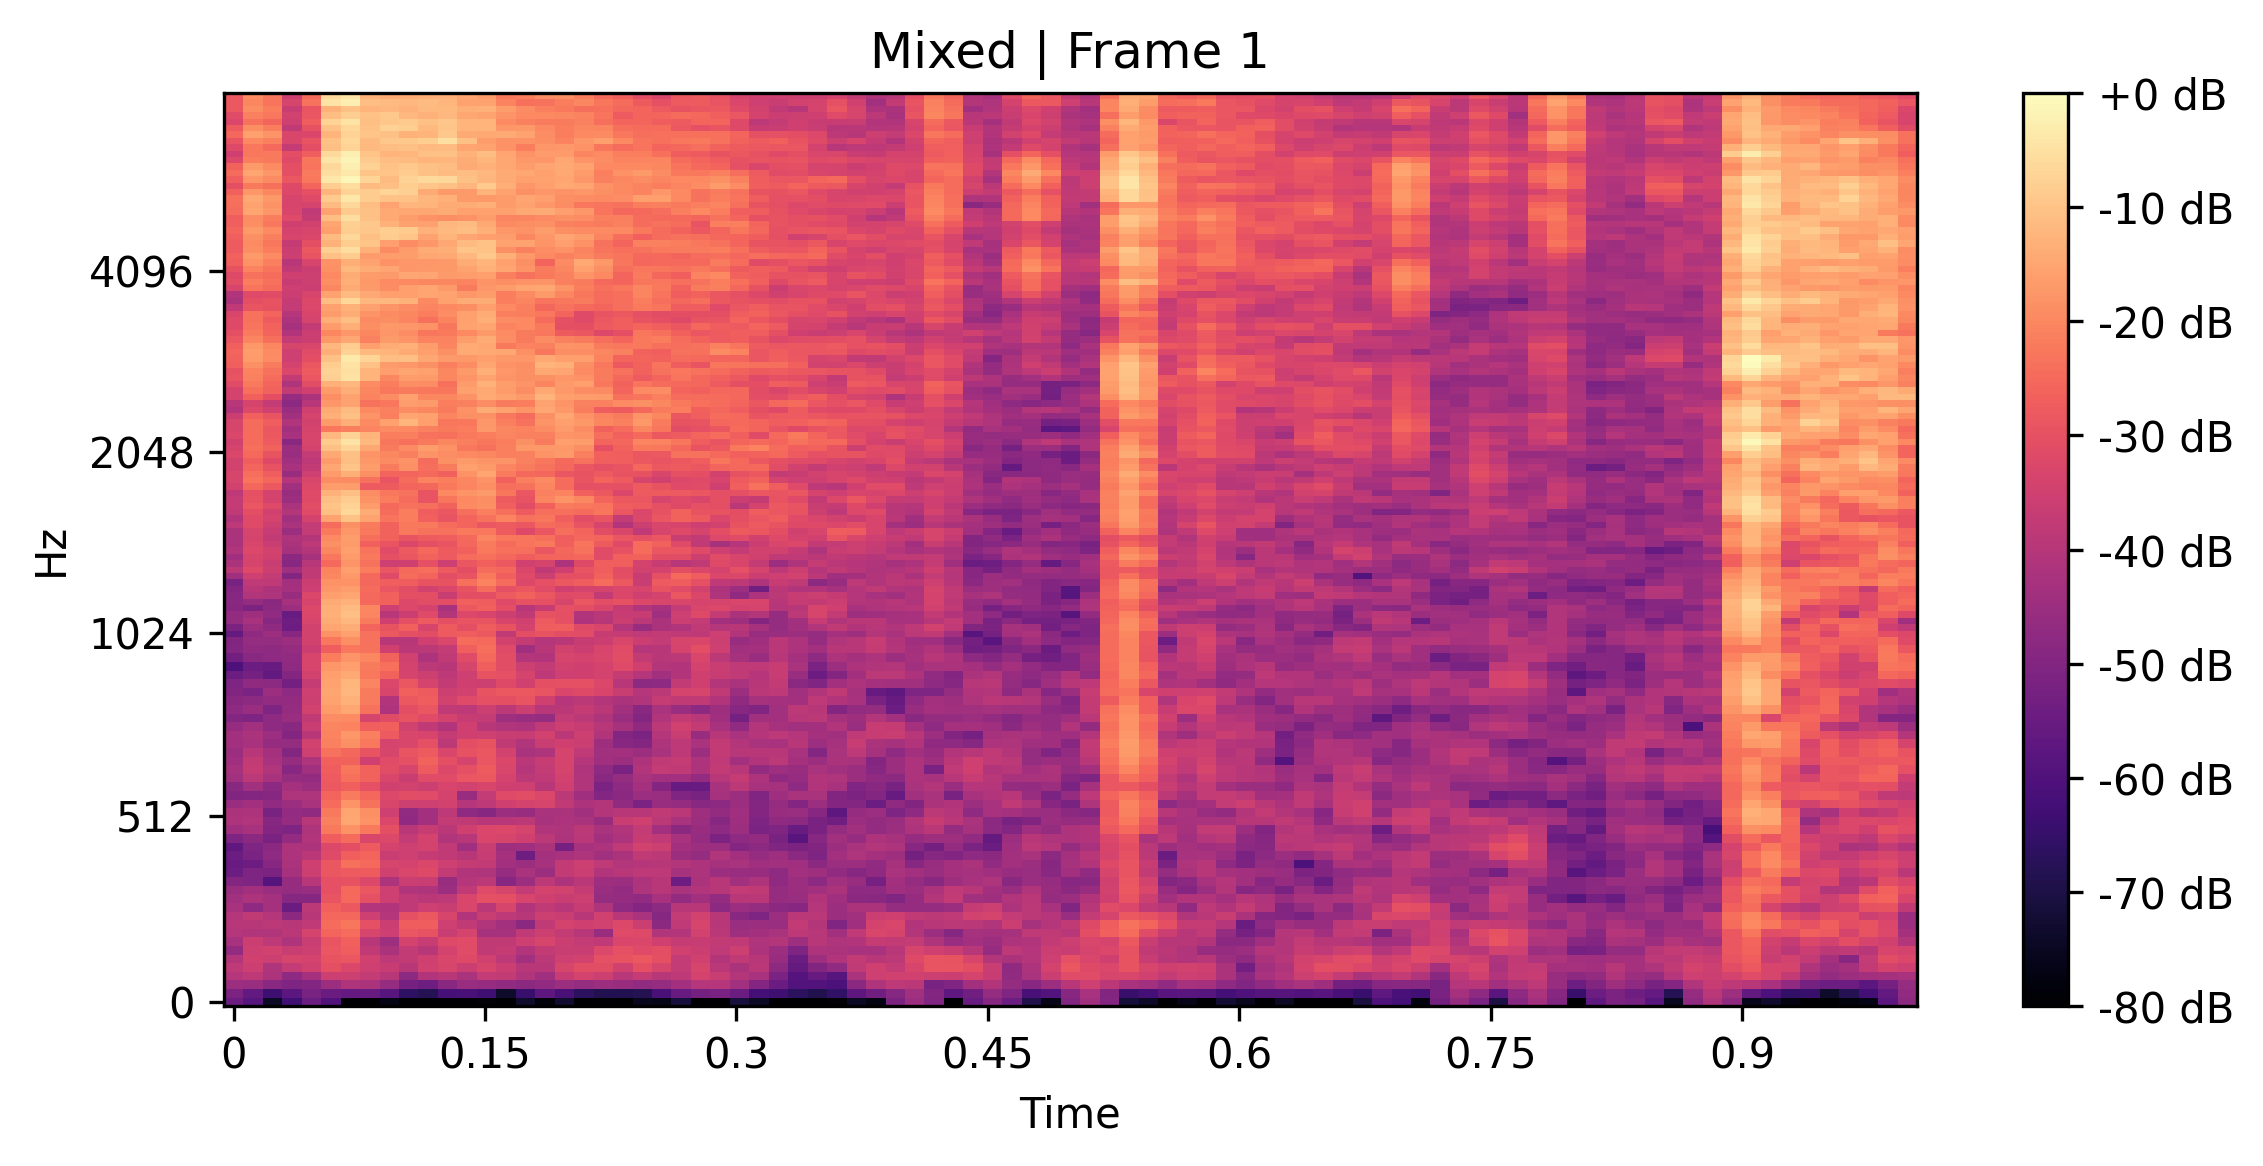 Mixed | Frame 1
Hz
4096
2048
1024
512
0
0 0.15 0.3 0.45 0.6 0.75 0.9
Time
+0 dB
-10 dB
-20 dB
-30 dB
-40 dB
-50 dB
-60 dB
-70 dB
-80 dB